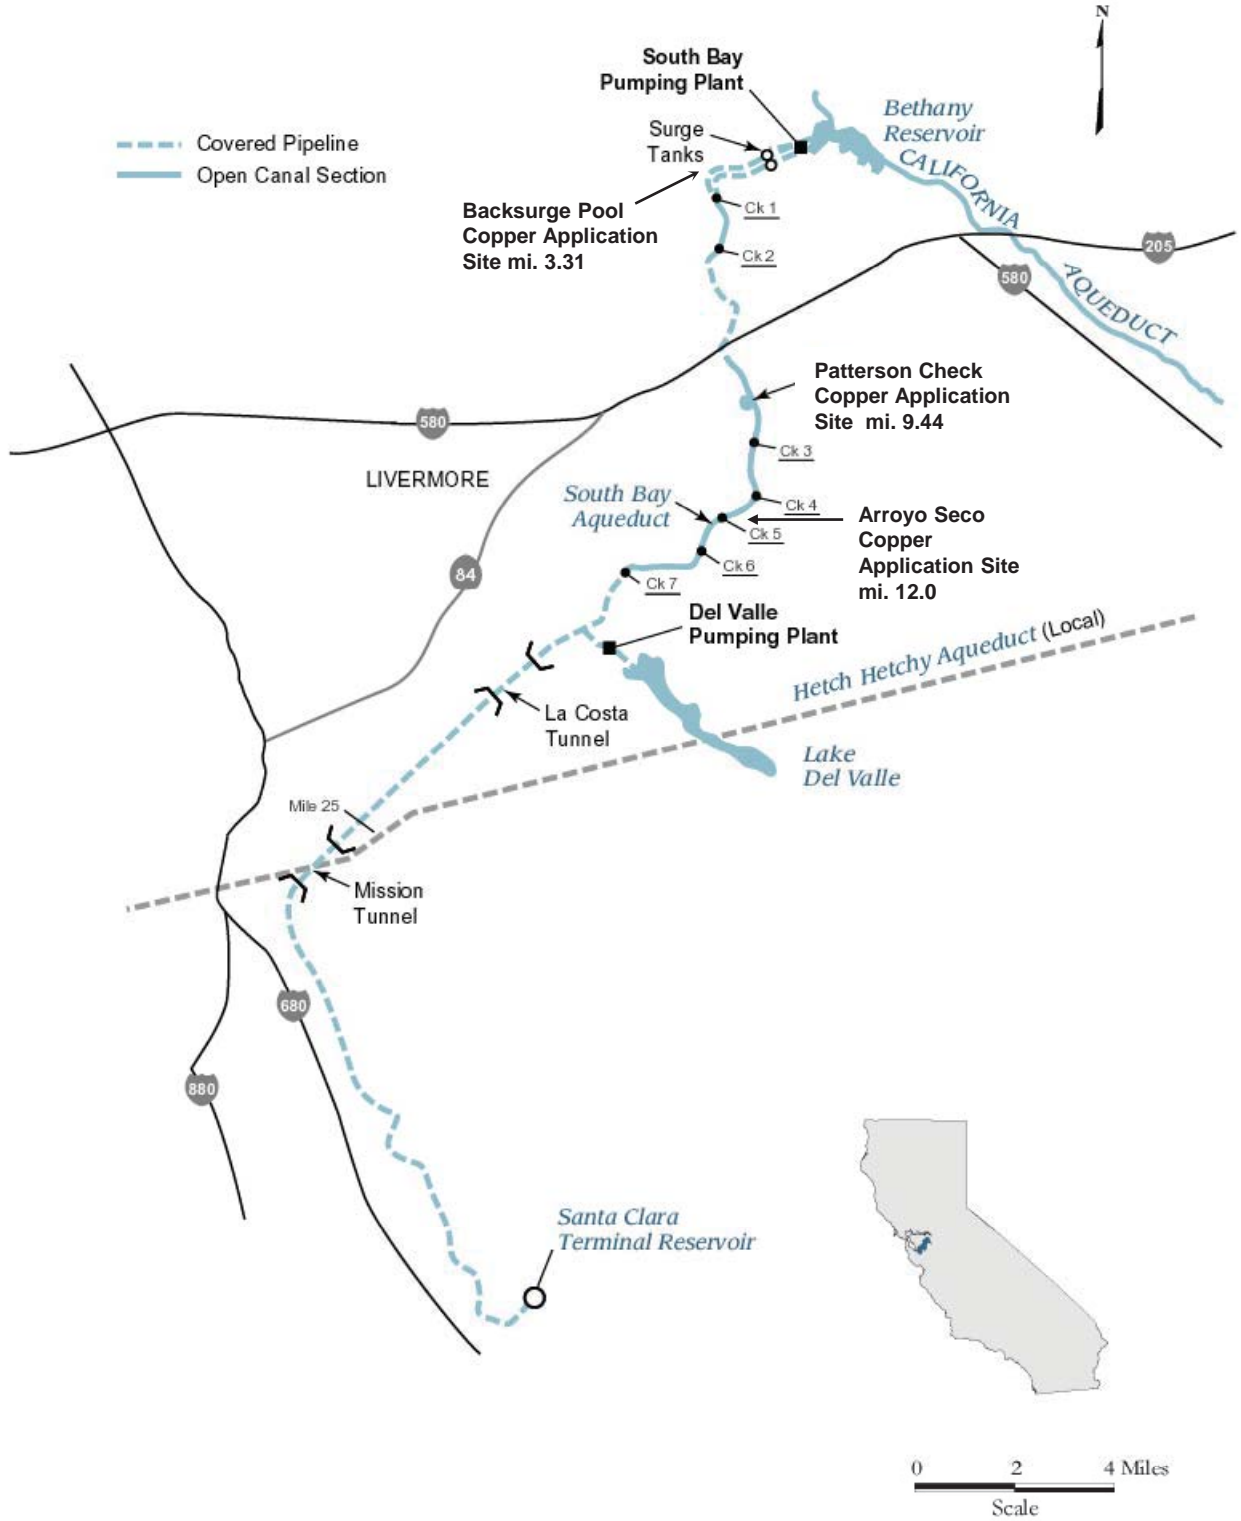 N
South Bay
Pumping Plant
Bethany
Reservoir
Surge
Tanks
Covered Pipeline
Open Canal Section
CALIFORNIA
AQUEDUCT
Backsurge Pool
Copper Application
Site mi. 3.31
Ck 1
Ck 2
205
580
Patterson Check
Copper Application
Site mi. 9.44
580
LIVERMORE
Ck 3
South Bay
Aqueduct
Ck 4
Ck 5
Arroyo Seco
Copper
Application Site
mi. 12.0
Ck 6
Ck 7
84
Del Valle
Pumping Plant
Hetch Hetchy Aqueduct (Local)
La Costa
Tunnel
Lake
Del Valle
Mile 25
Mission
Tunnel
680
880
Santa Clara
Terminal Reservoir
0 2 4 Miles
Scale